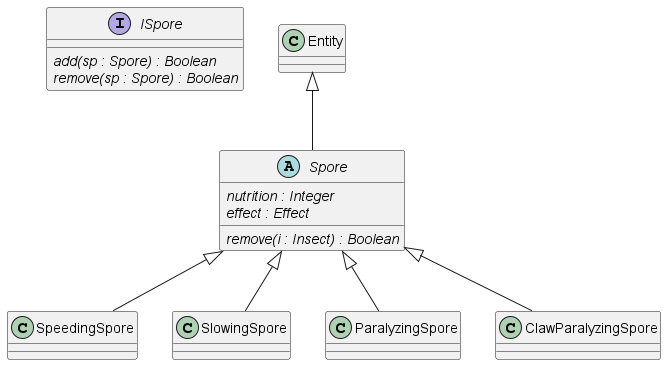 I ISpore
add(sp : Spore) : Boolean
remove(sp : Spore) : Boolean
C Entity
A Spore
nutrition : Integer
effect : Effect
remove(i : Insect) : Boolean
C SpeedingSpore
C SlowingSpore
C ParalyzingSpore
C ClawParalyzingSpore